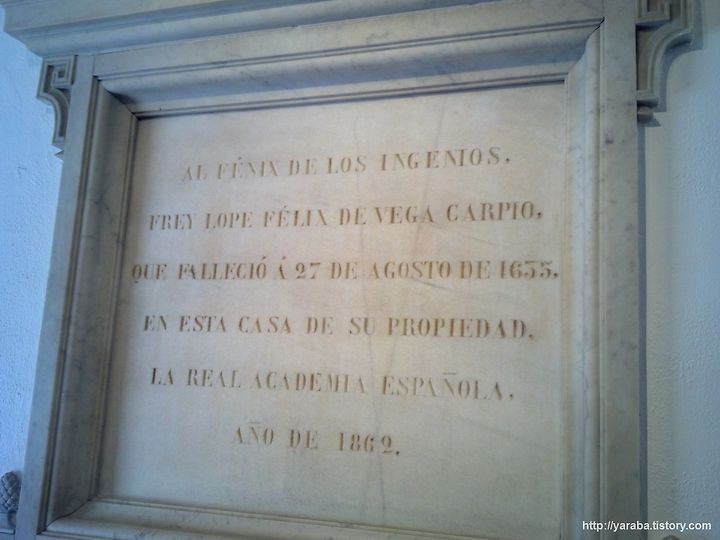 AL FÉNIX DE LOS INGENIOS,
FREY LOPE FÉLIX DE VEGA CARPIO,
QUE FALLECIÓ Á 27 DE AGOSTO DE 1635,
EN ESTA CASA DE SU PROPIEDAD,
LA REAL ACADEMIA ESPAÑOLA,
AÑO DE 1862.
http://yaraba.tistory.com